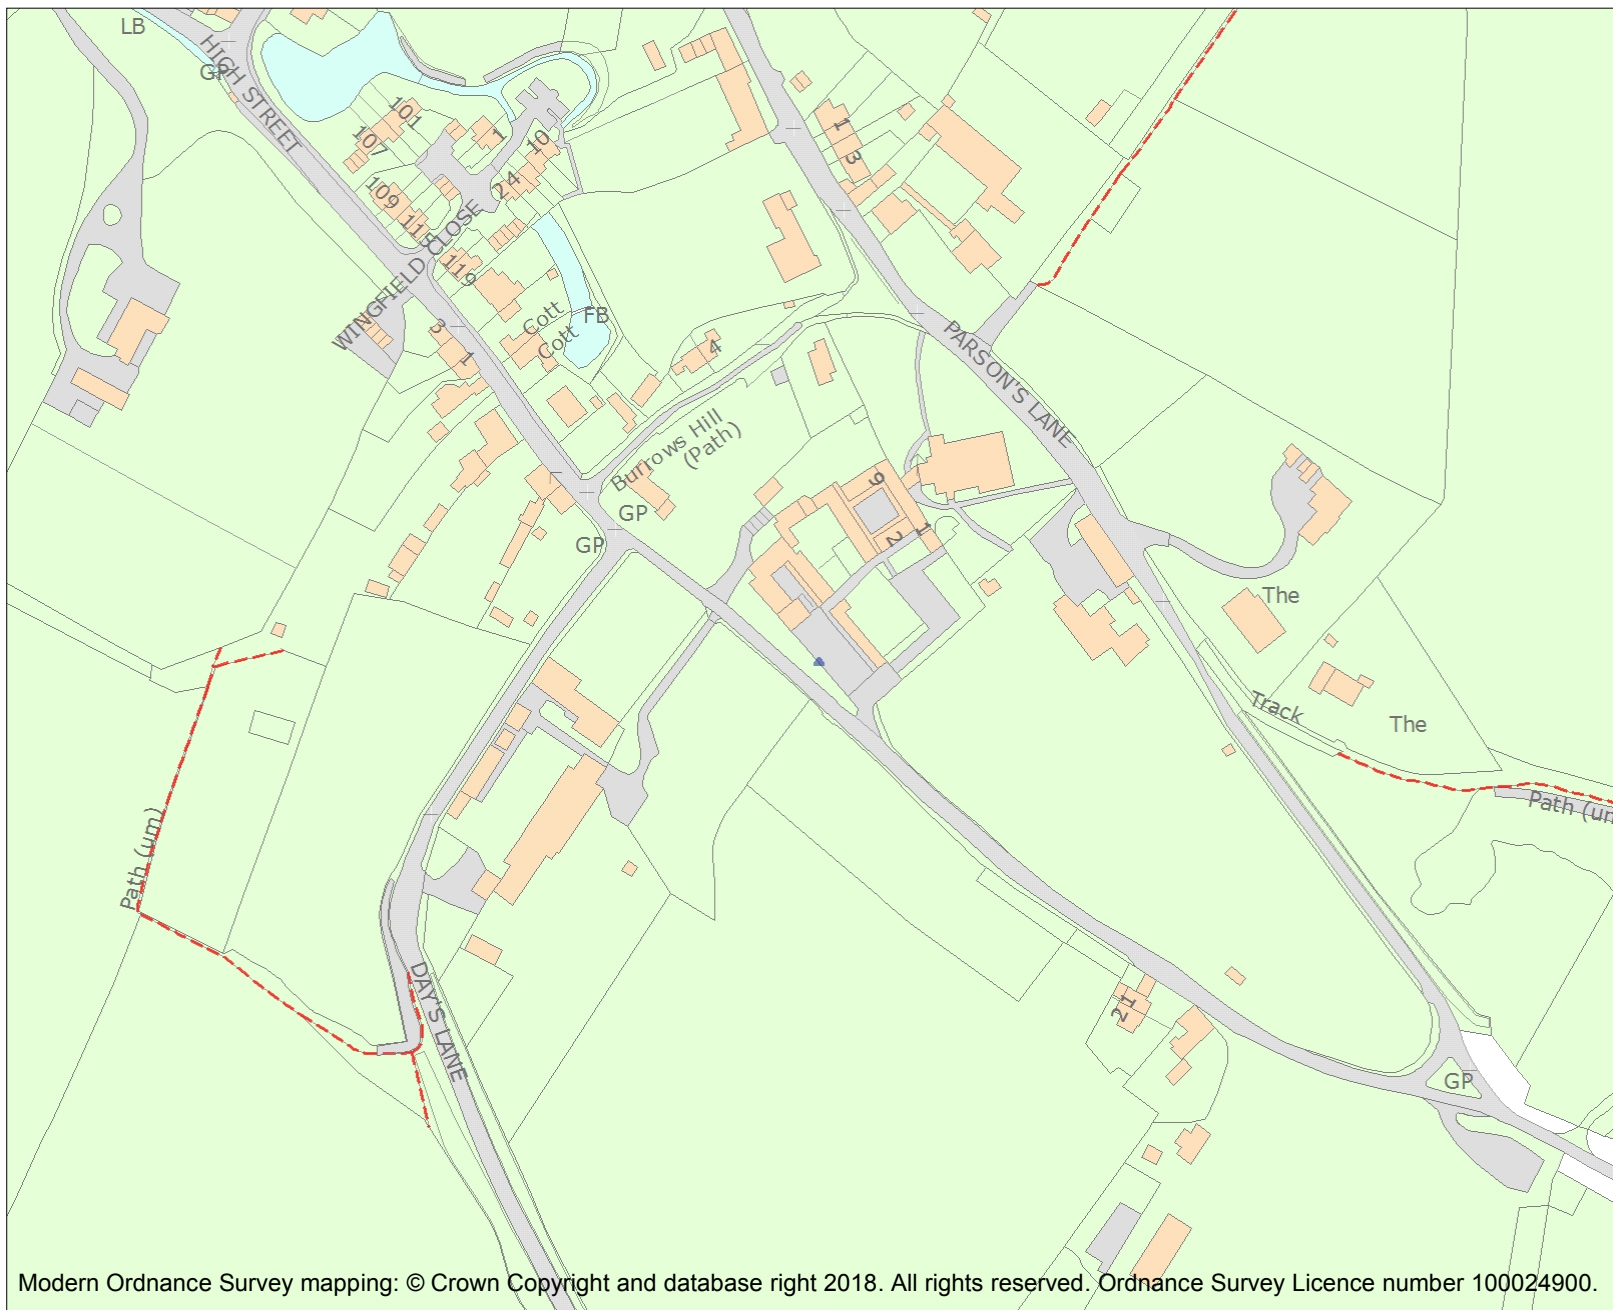 LB
HIGH STREET
GP
101
107
1
10
24
109
115
WINGFIELD CLOSE
119
1
3
Cott
Cott
FB
3
1
4
PARSON'S LANE
Burrows Hill
(Path)
GP
GP
9
2
1
The
The
Track
Path (um)
Path (um)
DAY'S LANE
1
2
GP
Modern Ordnance Survey mapping: © Crown Copyright and database right 2018. All rights reserved. Ordnance Survey Licence number 100024900.